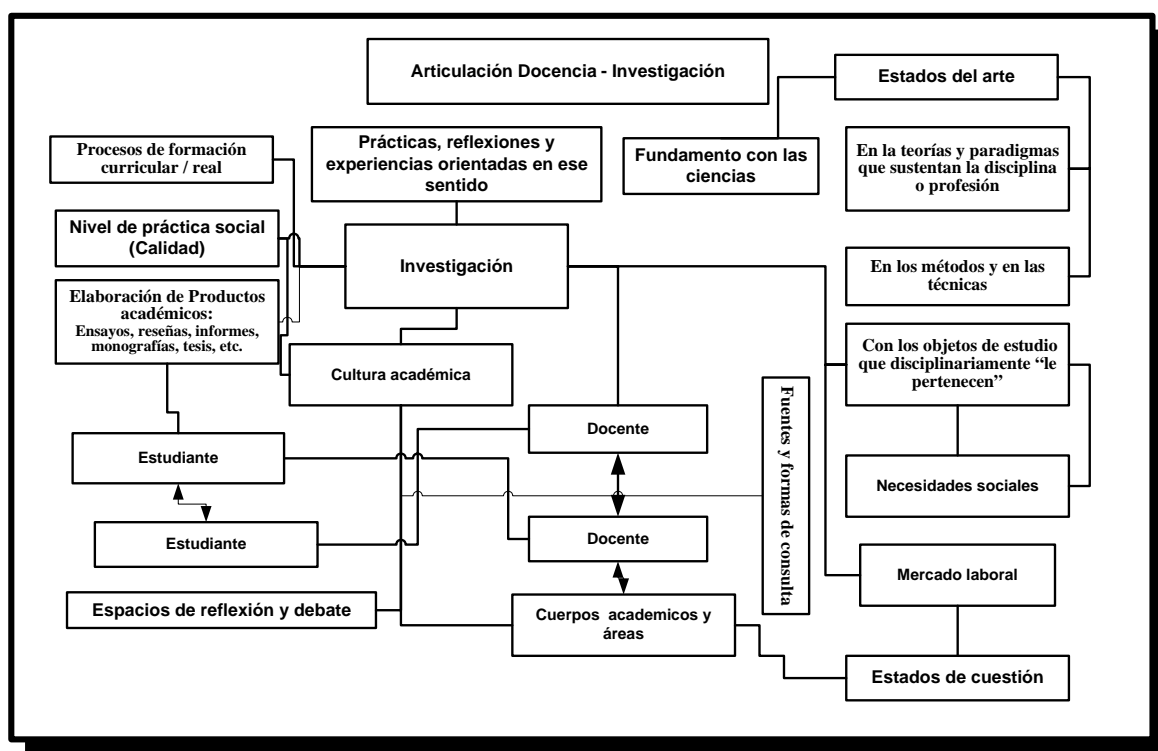 Articulación Docencia - Investigación
Estados del arte
Procesos de formación
curricular / real
Prácticas, reflexiones y
experiencias orientadas en ese
sentido
Fundamento con las
ciencias
En la teorías y paradigmas
que sustentan la disciplina
o profesión
Nivel de práctica social
(Calidad)
Investigación
En los métodos y en las
técnicas
Elaboración de Productos
académicos:
Ensayos, reseñas, informes,
monografías, tesis, etc.
Cultura académica
Con los objetos de estudio
que disciplinariamente “le
pertenecen”
Fuentes y formas de consulta
Docente
Estudiante
Necesidades sociales
Estudiante
Docente
Mercado laboral
Espacios de reflexión y debate
Cuerpos academicos y
áreas
Estados de cuestión